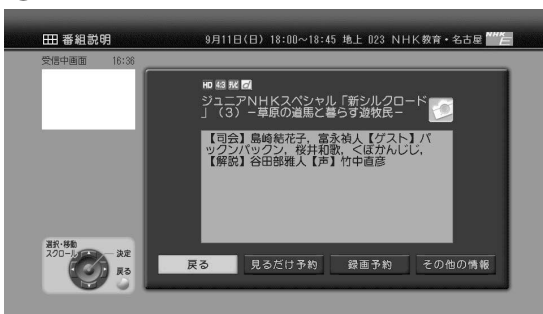 番組説明
9月11日(日) 18:00～18:45 地上 023 NHK教育・名古屋
NHK E
受信中画面 16:36
HD 4:3
ジュニアNHKスペシャル「新シルクロード
」(3) －草原の道馬と暮らす遊牧民－
【司会】島崎結花子，富永禎人【ゲスト】パ
ックンパックン，桜井和歌，くぼかんじじ，
【解説】谷田部雅人【声】竹中直彦
選択・移動
スクロール
決定
戻る
戻る 見るだけ予約 録画予約 その他の情報